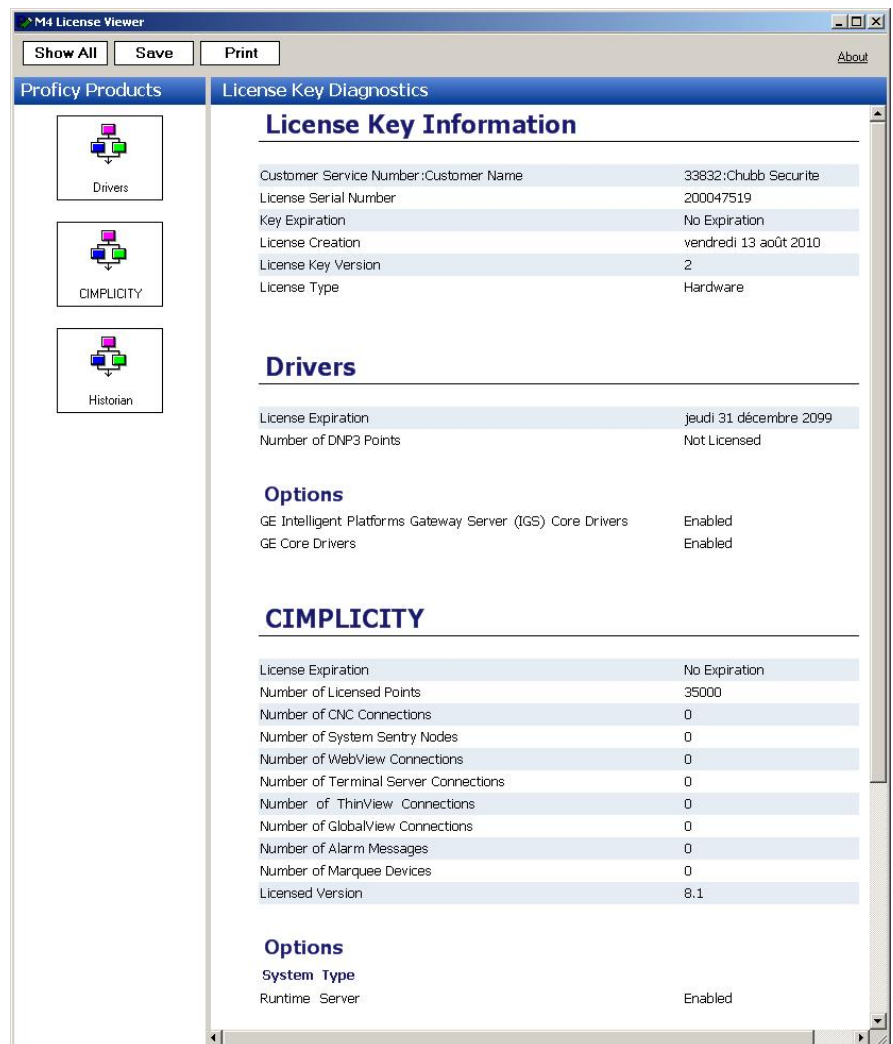 M4 License Viewer
Show All Save Print
About
Proficy Products
Drivers
CIMPLICITY
Historian
License Key Diagnostics
License Key Information
Customer Service Number:Customer Name 33832:Chubb Securite
License Serial Number 200047519
Key Expiration No Expiration
License Creation vendredi 13 août 2010
License Key Version 2
License Type Hardware
Drivers
License Expiration jeudi 31 décembre 2099
Number of DNP3 Points Not Licensed
Options
GE Intelligent Platforms Gateway Server (IGS) Core Drivers Enabled
GE Core Drivers Enabled
CIMPLICITY
License Expiration No Expiration
Number of Licensed Points 35000
Number of CNC Connections 0
Number of System Sentry Nodes 0
Number of WebView Connections 0
Number of Terminal Server Connections 0
Number of ThinView Connections 0
Number of GlobalView Connections 0
Number of Alarm Messages 0
Number of Marquee Devices 0
Licensed Version 8.1
Options
System Type
Runtime Server Enabled